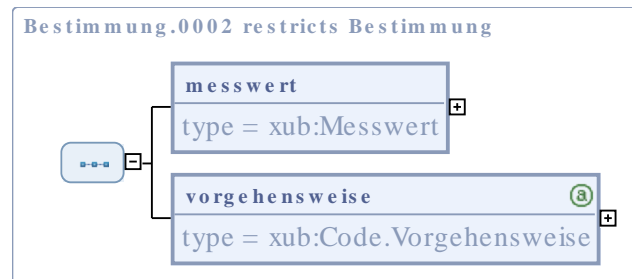 Bestimmung.0002 restricts Bestimmung
messwert
type = xub:Messwert
vorgehensweise
a
type = xub:Code.Vorgehensweise